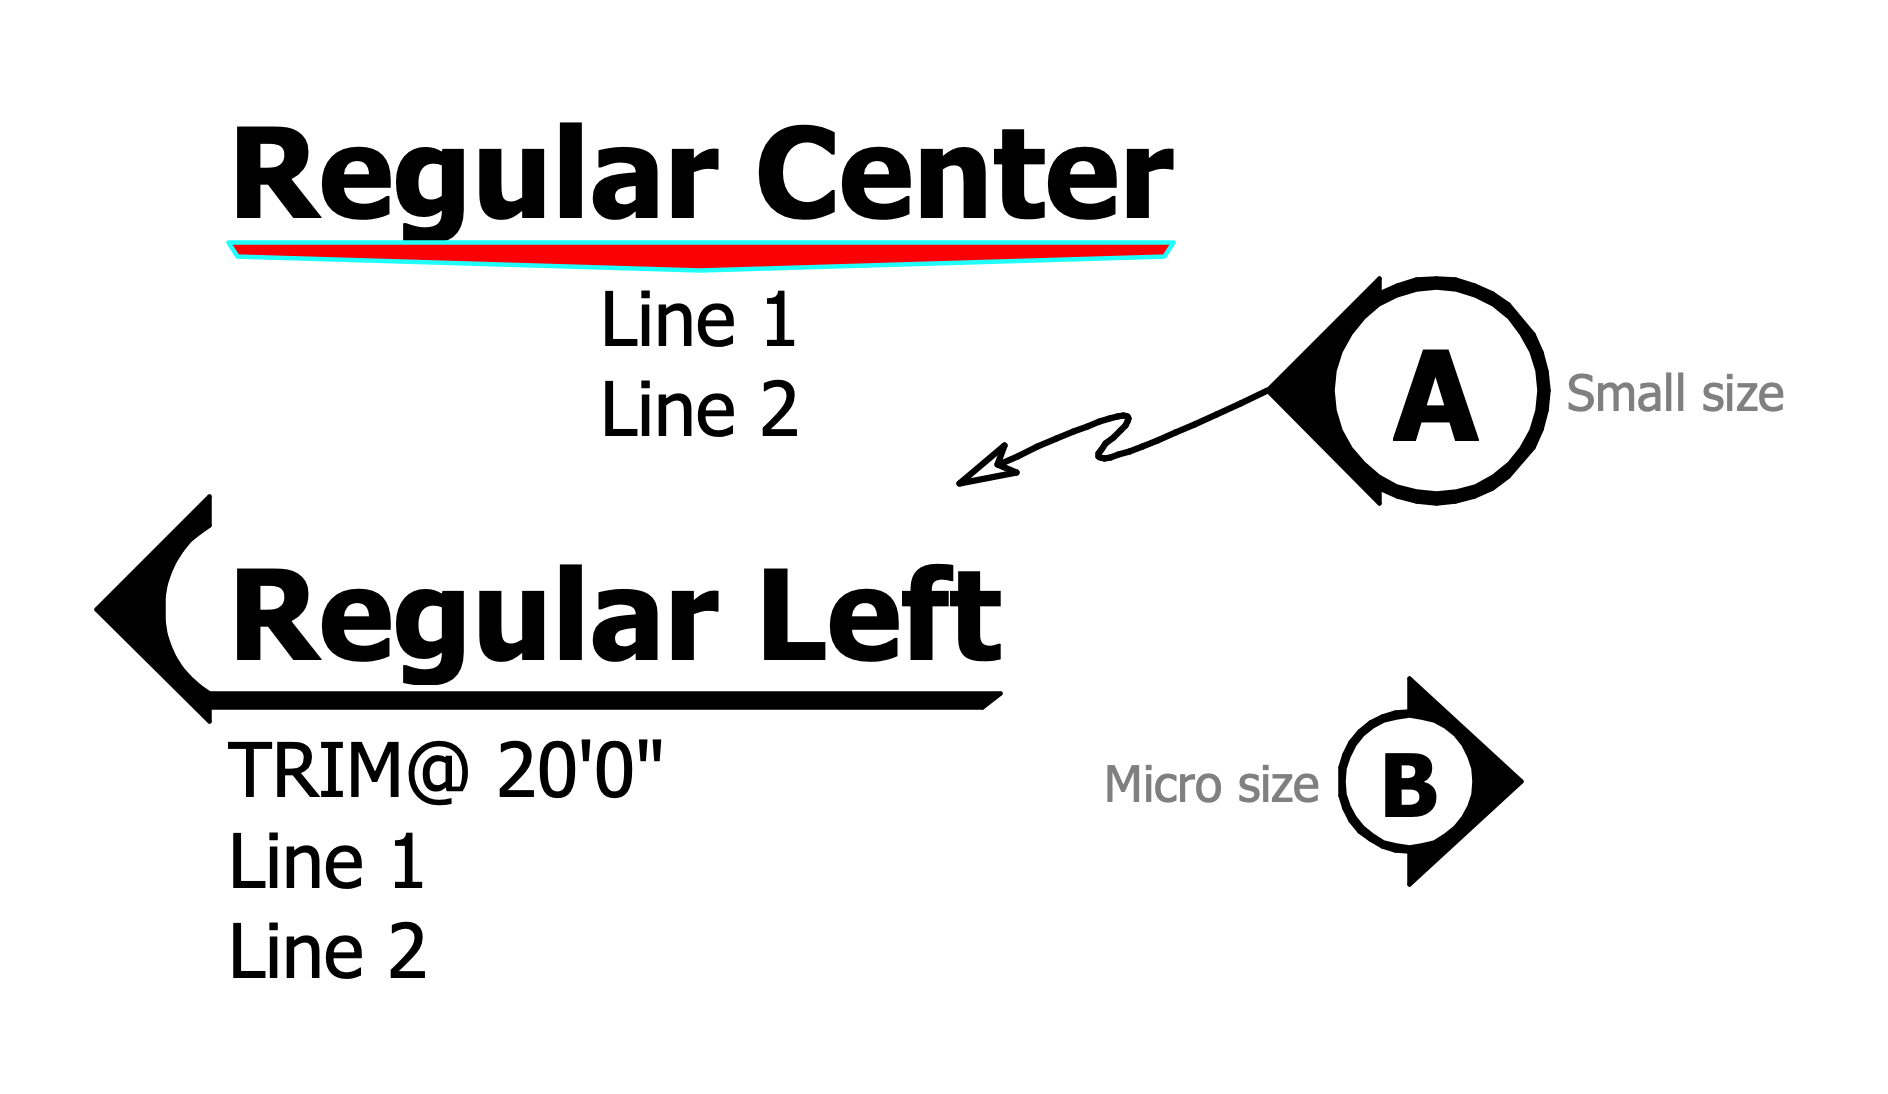 Regular Center
Line 1
Line 2
A
Small size
Regular Left
TRIM@ 20'0"
Line 1
Line 2
Micro size
B